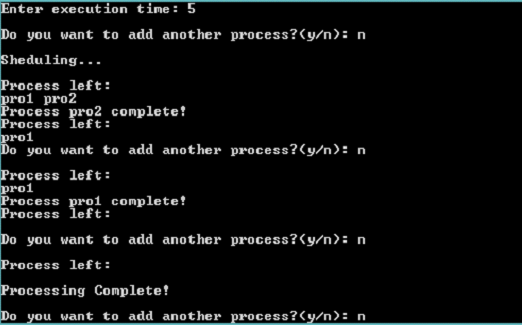 Enter execution time: 5
Do you want to add another process?(y/n): n
Sheduling...
Process left:
pro1 pro2
Process pro2 complete!
Process left:
pro1
Do you want to add another process?(y/n): n
Process left:
pro1
Process pro1 complete!
Process left:
Do you want to add another process?(y/n): n
Process left:
Processing Complete!
Do you want to add another process?(y/n): n